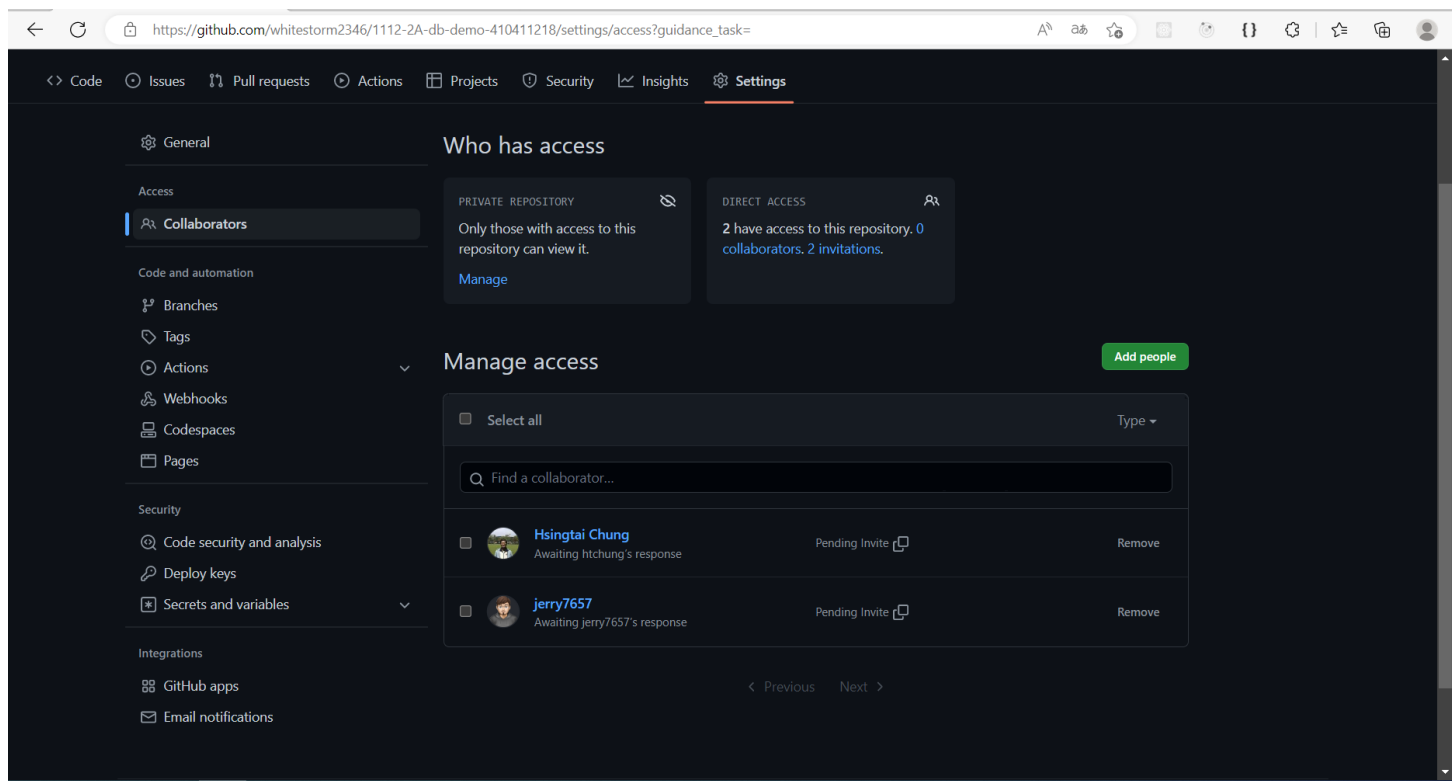 https://github.com/whitestorm2346/1112-2A-db-demo-410411218/settings/access?guidance_task=
Code Issues Pull requests Actions Projects Security Insights Settings
General
Access
Collaborators
Code and automation
Branches
Tags
Actions
Webhooks
Codespaces
Pages
Security
Code security and analysis
Deploy keys
Secrets and variables
Integrations
GitHub apps
Email notifications
Who has access
PRIVATE REPOSITORY
Only those with access to this
repository can view it.
Manage
DIRECT ACCESS
2 have access to this repository. 0
collaborators. 2 invitations.
Manage access
Add people
Select all Type
Find a collaborator...
Hsingtai Chung
Awaiting htchung's response
Pending Invite
Remove
jerry7657
Awaiting jerry7657's response
Pending Invite
Remove
Previous Next